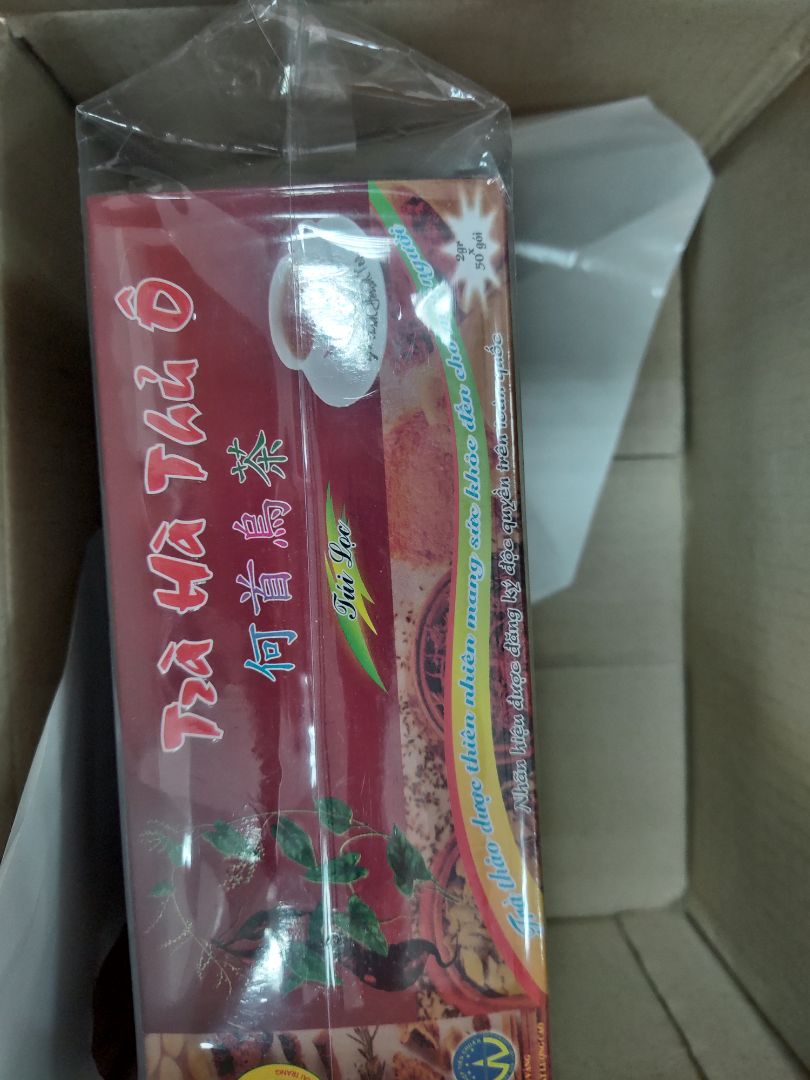 Trà Hà Thủ Ô
何首烏茶
Túi Lọc
2gr
x
50 gói
Trà thảo dược thiên nhiên mang sức khỏe đến cho người
Nhãn hiệu được đăng ký độc quyền trên toàn quốc